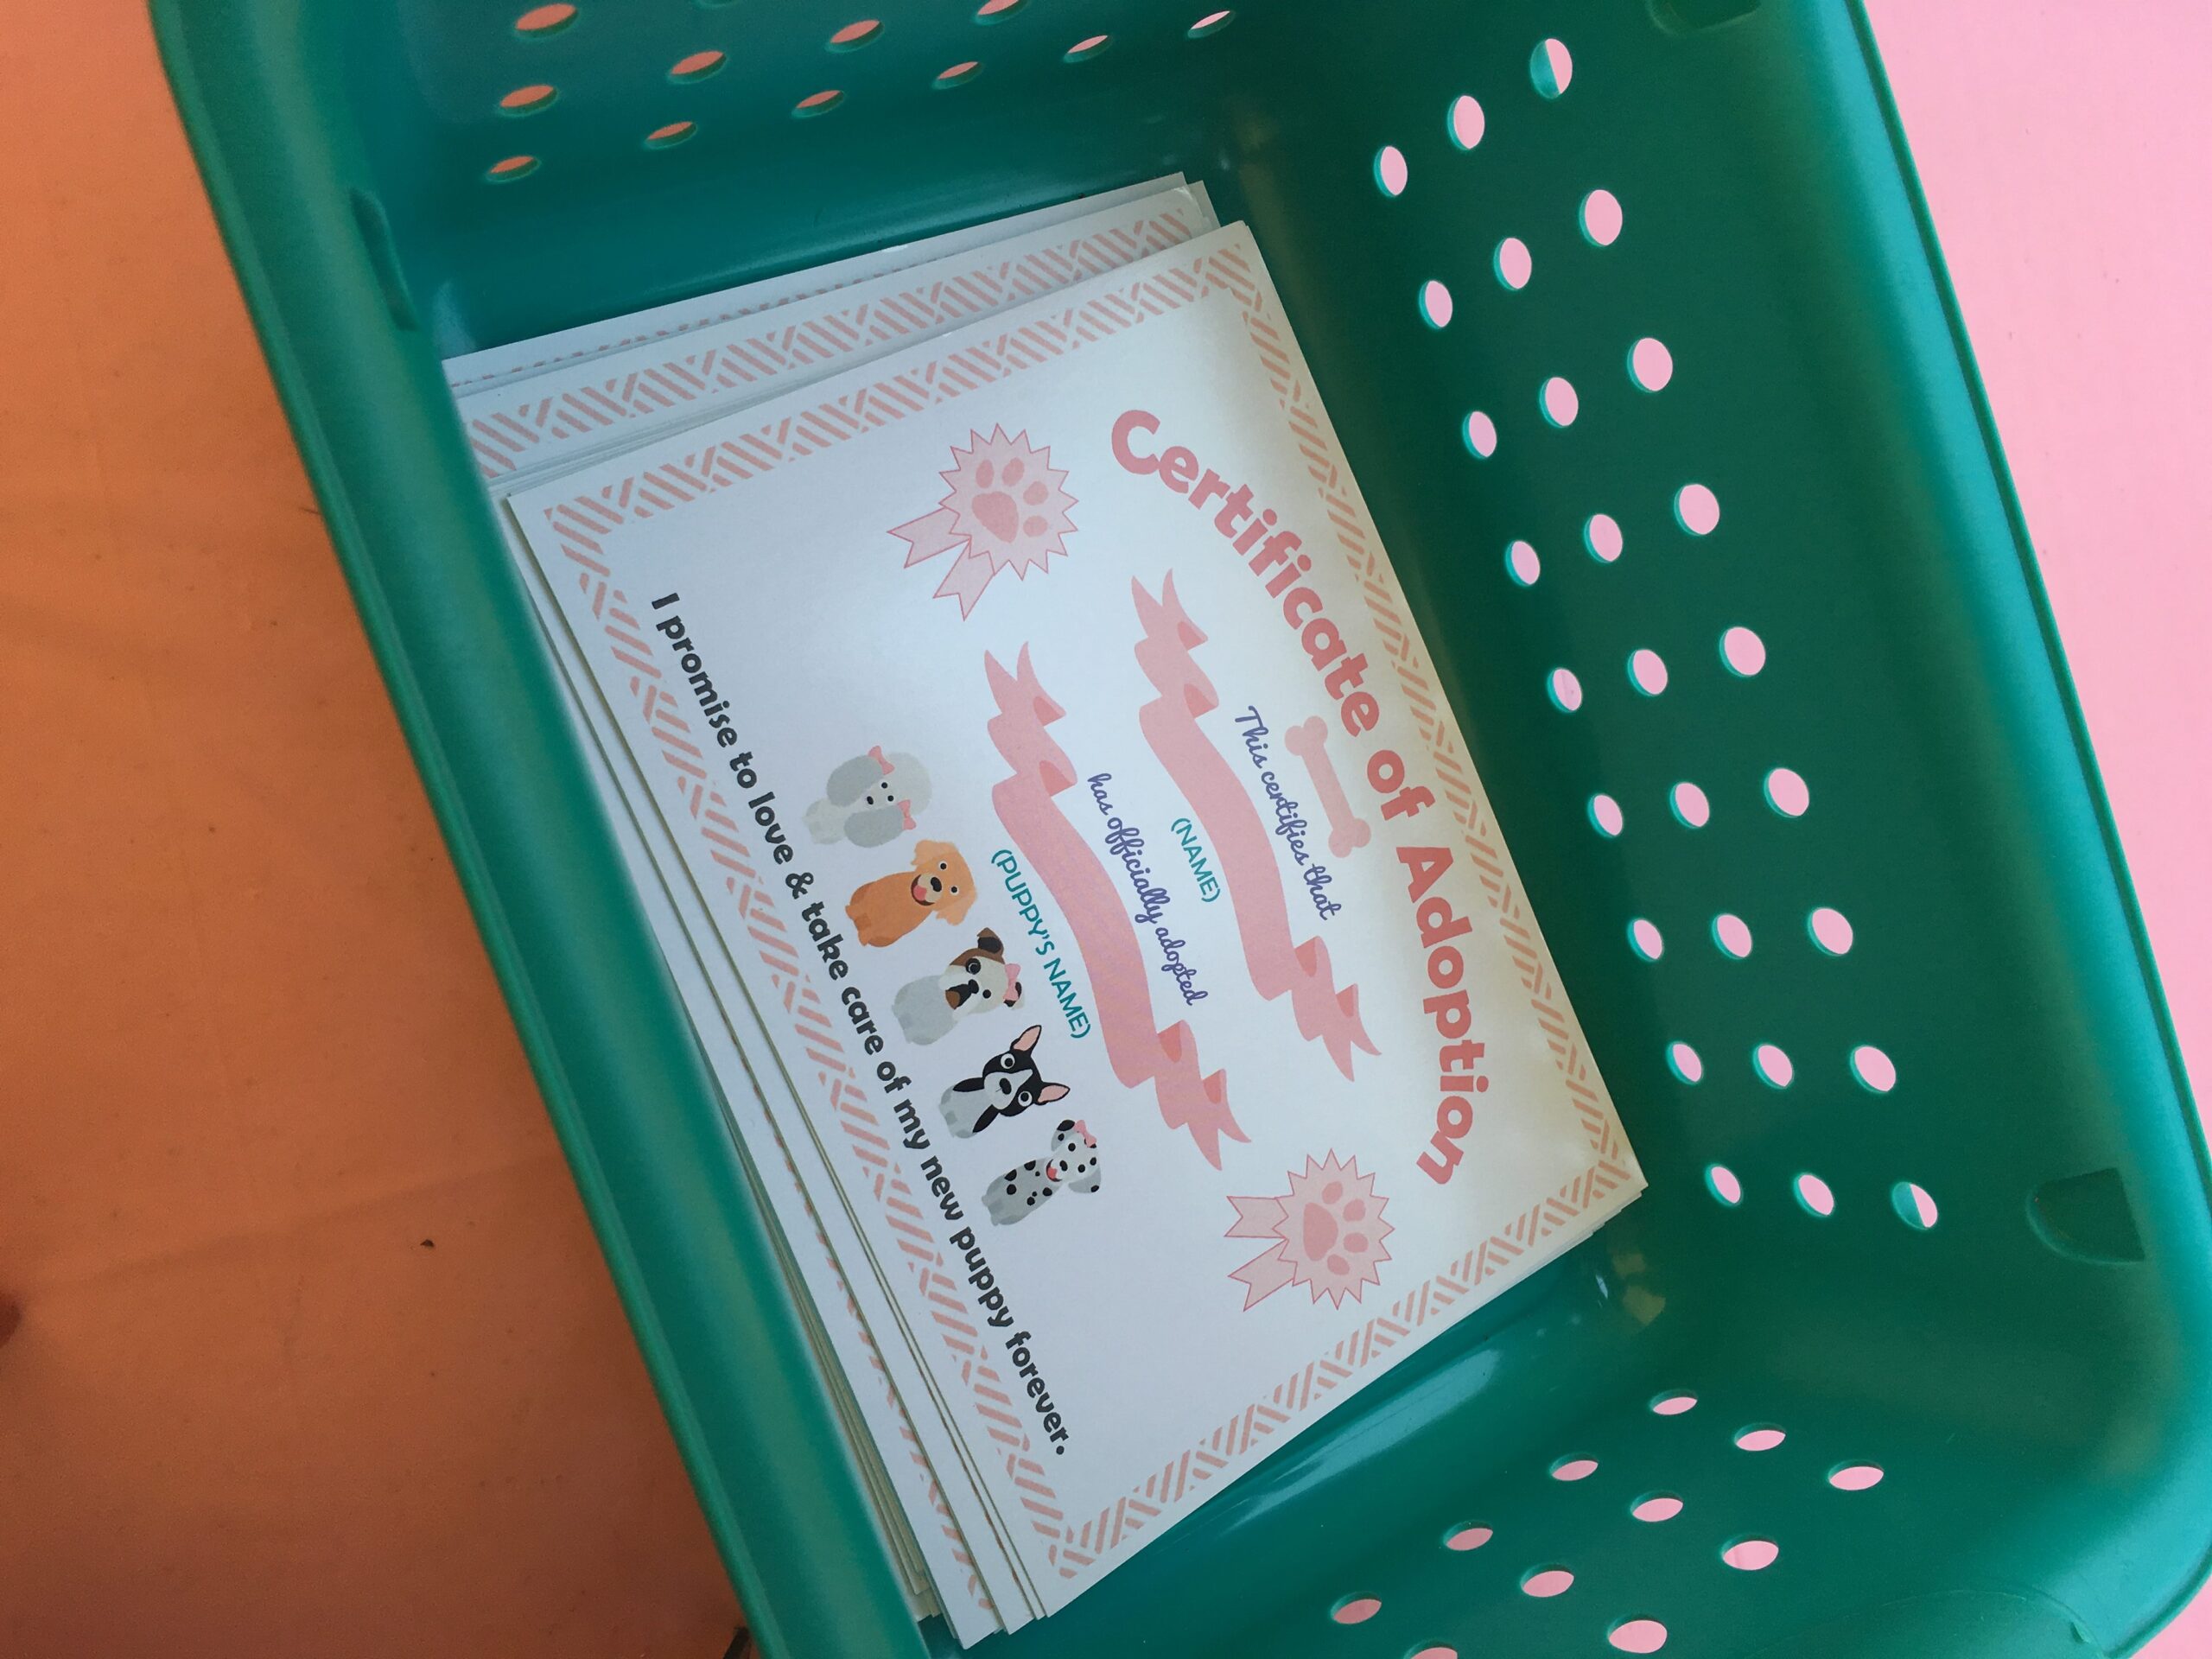 Certificate of Adoption
This certifies that
(NAME)
has officially adopted
(PUPPY'S NAME)
I promise to love & take care of my new puppy forever.